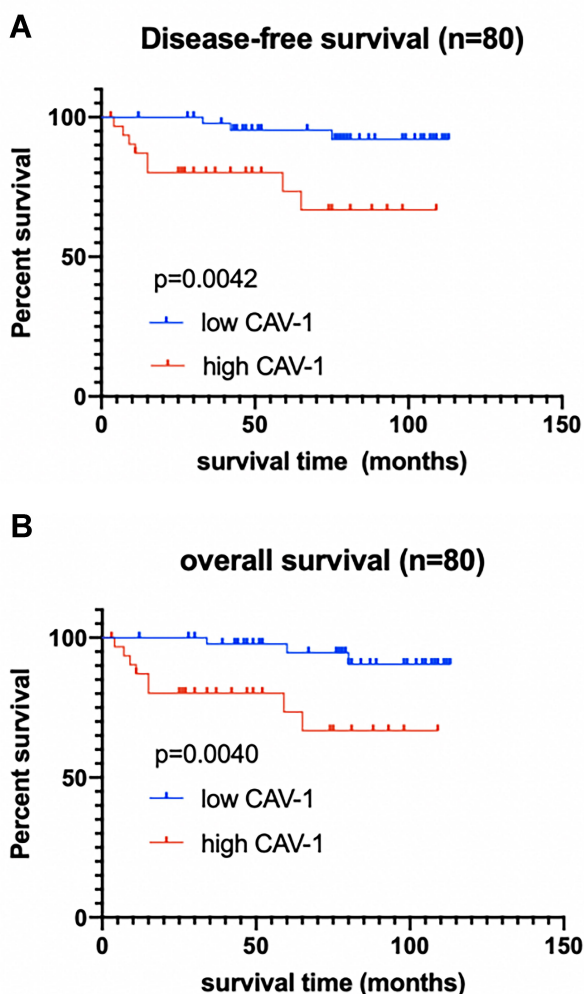 A
Disease-free survival (n=80)
100
50
0
Percent survival
p=0.0042
low CAV-1
high CAV-1
0 50 100 150
survival time (months)
B
overall survival (n=80)
100
50
0
Percent survival
p=0.0040
low CAV-1
high CAV-1
0 50 100 150
survival time (months)